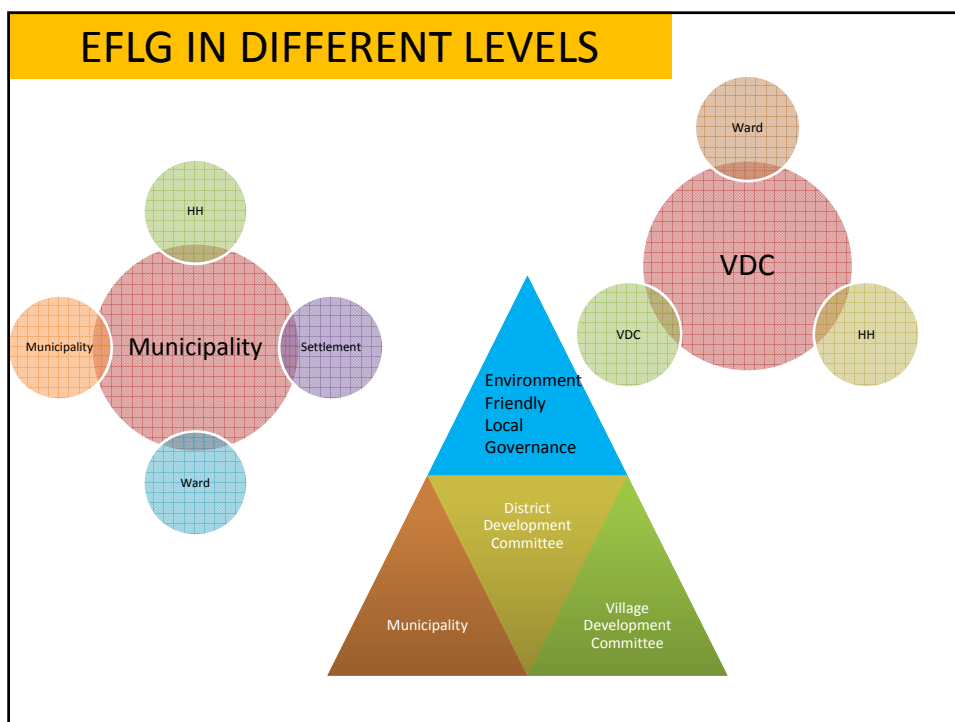 EFLG IN DIFFERENT LEVELS
HH
Municipality
Municipality
Settlement
Ward
Ward
VDC
VDC
HH
Environment
Friendly
Local
Governance
District
Development
Committee
Municipality
Village
Development
Committee